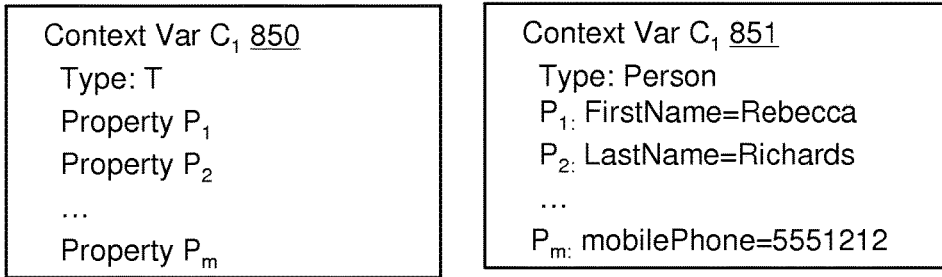 Context Var C₁ 850
Type: T
Property P₁
Property P₂
...
Property Pₘ
Context Var C₁ 851
Type: Person
P₁: FirstName=Rebecca
P₂: LastName=Richards
...
Pₘ: mobilePhone=5551212